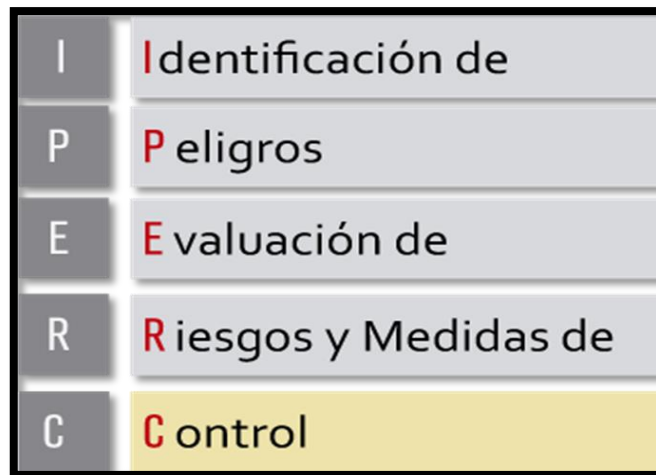 I Identificación de
P Peligros
E Evaluación de
R Riesgos y Medidas de
C Control